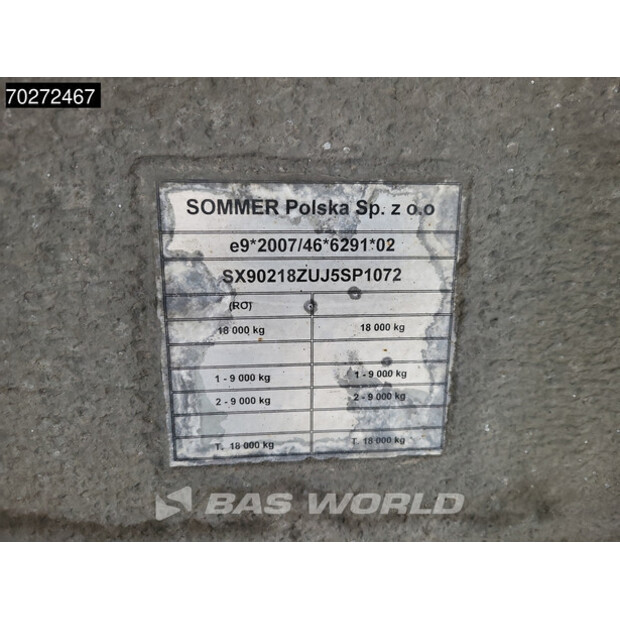 70272467
SOMMER Polska Sp. z o.o
e9*2007/46*6291*02
SX90218ZUJ5SP1072
(RO)
18 000 kg 18 000 kg
1 - 9 000 kg 1 - 9 000 kg
2 - 9 000 kg 2 - 9 000 kg
T. 18 000 kg T. 18 000 kg
BAS WORLD